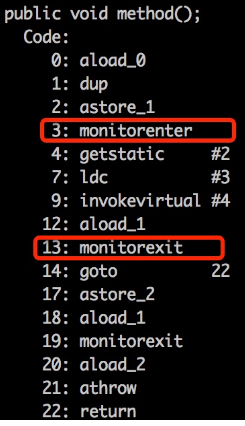 public void method();
Code:
0: aload_0
1: dup
2: astore_1
3: monitorenter
4: getstatic #2
7: ldc #3
9: invokevirtual #4
12: aload_1
13: monitorexit
14: goto 22
17: astore_2
18: aload_1
19: monitorexit
20: aload_2
21: athrow
22: return